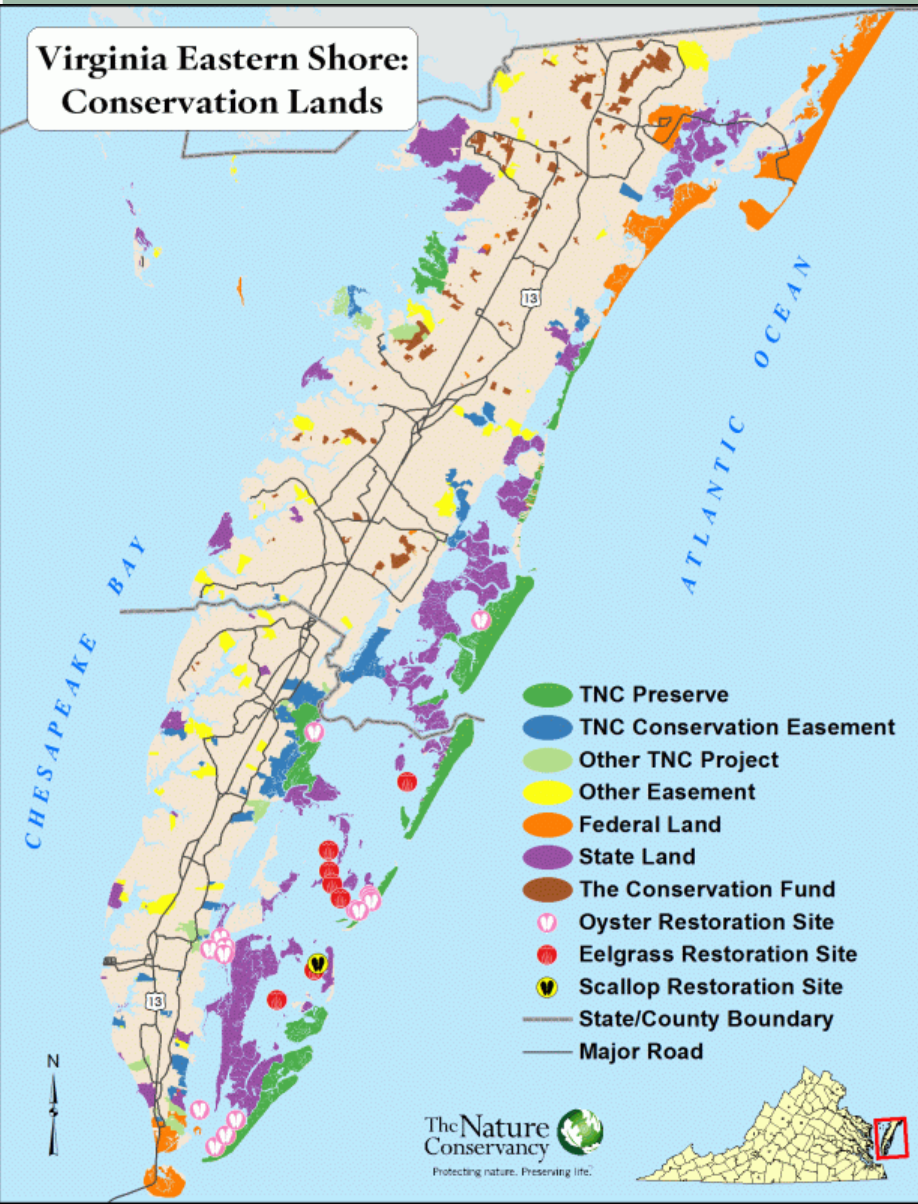 Virginia Eastern Shore:
Conservation Lands
13
ATLANTIC OCEAN
CHESAPEAKE BAY
TNC Preserve
TNC Conservation Easement
Other TNC Project
Other Easement
Federal Land
State Land
The Conservation Fund
Oyster Restoration Site
Eelgrass Restoration Site
Scallop Restoration Site
State/County Boundary
Major Road
13
N
The Nature
Conservancy
Protecting nature. Preserving life.™